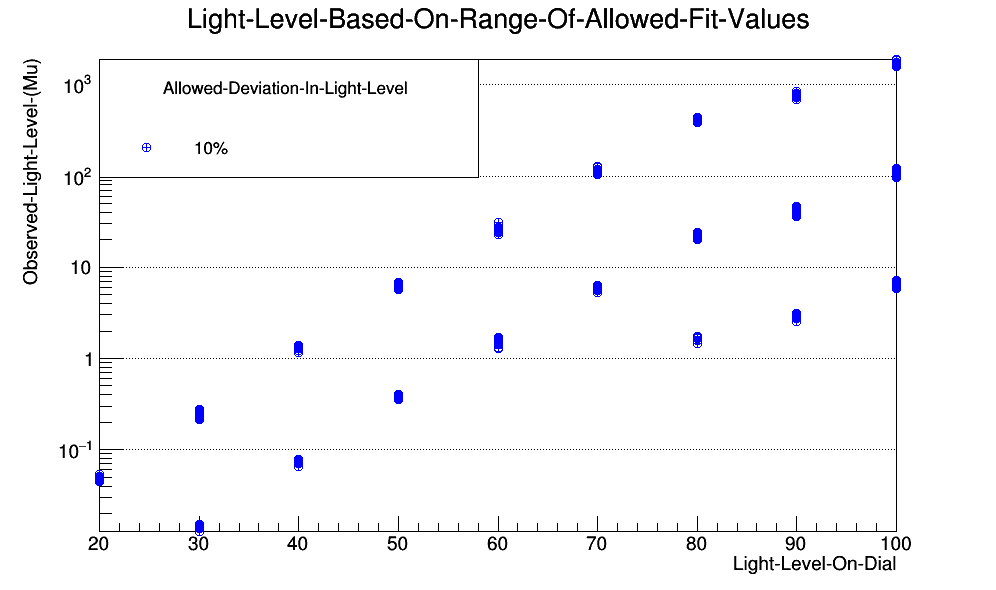 Light-Level-Based-On-Range-Of-Allowed-Fit-Values
Observed-Light-Level-(Mu)
Allowed-Deviation-In-Light-Level
10%
10³
10²
10
1
10⁻¹
20 30 40 50 60 70 80 90 100
Light-Level-On-Dial